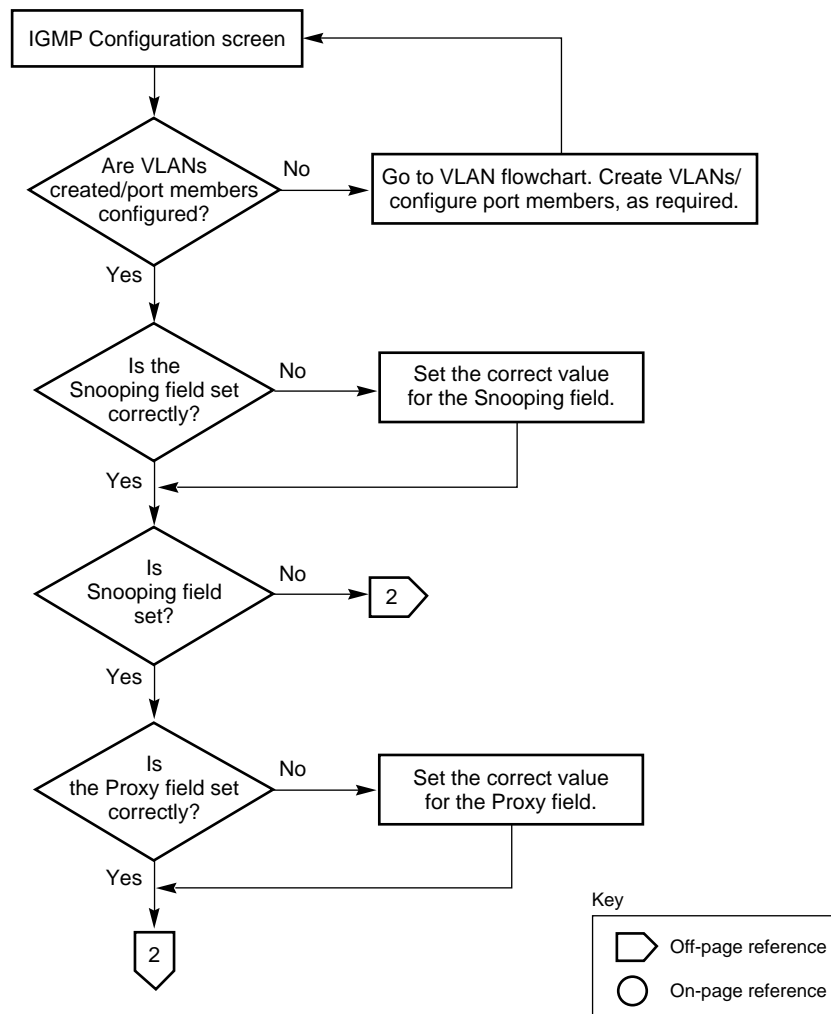 IGMP Configuration screen
Are VLANs
created/port members
configured?
No
Go to VLAN flowchart. Create VLANs/
configure port members, as required.
Yes
Is the
Snooping field set
correctly?
No
Set the correct value
for the Snooping field.
Yes
Is
Snooping field
set?
No
2
Yes
Is
the Proxy field set
correctly?
No
Set the correct value
for the Proxy field.
Yes
2
Key
Off-page reference
On-page reference